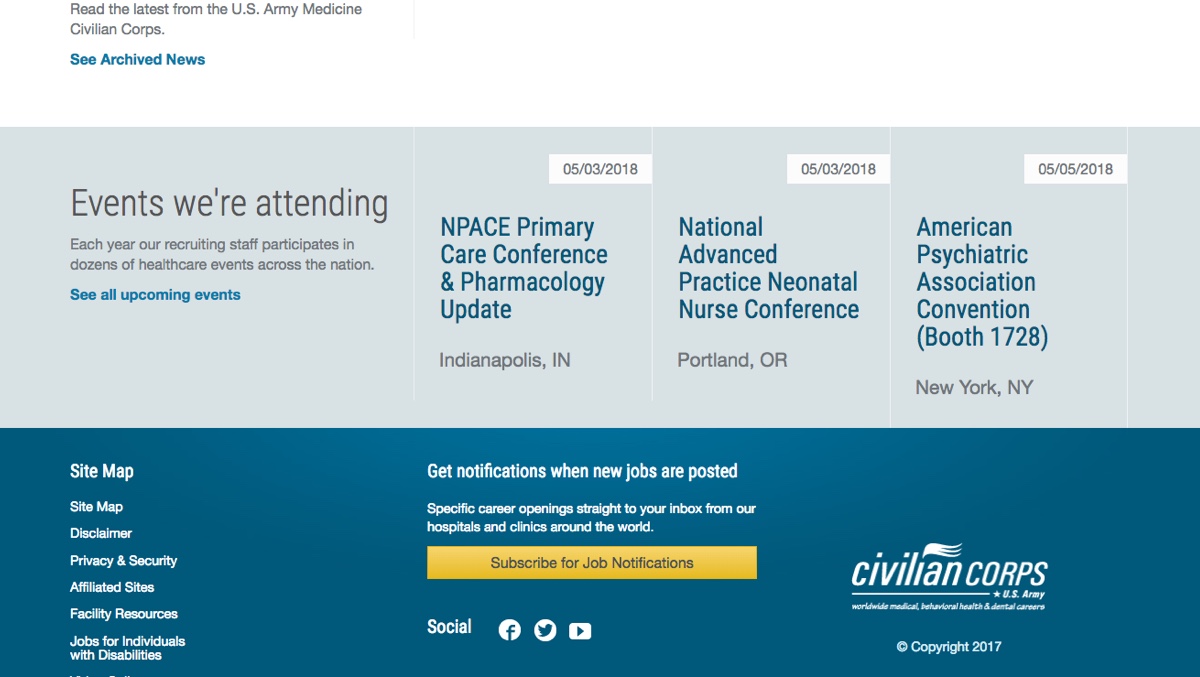 Read the latest from the U.S. Army Medicine
Civilian Corps.
See Archived News
Events we're attending
Each year our recruiting staff participates in
dozens of healthcare events across the nation.
See all upcoming events
05/03/2018
NPACE Primary
Care Conference
& Pharmacology
Update
Indianapolis, IN
05/03/2018
National
Advanced
Practice Neonatal
Nurse Conference
Portland, OR
05/05/2018
American
Psychiatric
Association
Convention
(Booth 1728)
New York, NY
Site Map
Site Map
Disclaimer
Privacy & Security
Affiliated Sites
Facility Resources
Jobs for Individuals
with Disabilities
Get notifications when new jobs are posted
Specific career openings straight to your inbox from our
hospitals and clinics around the world.
Subscribe for Job Notifications
Social
civilian CORPS
U.S. Army
worldwide medical, behavioral health & dental careers
© Copyright 2017